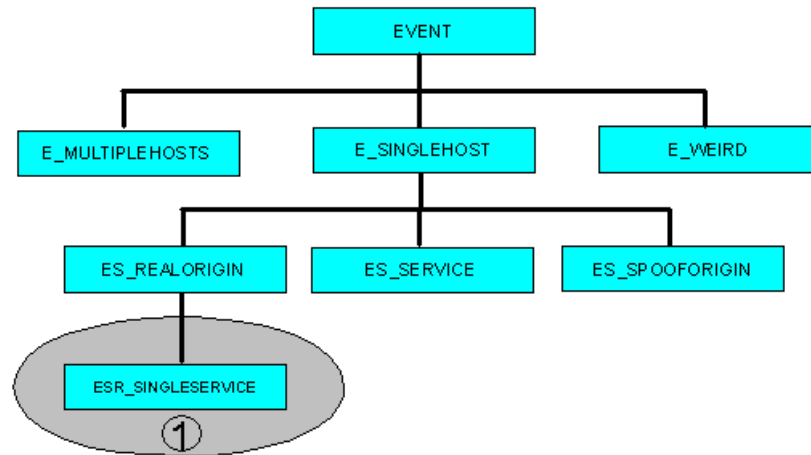 EVENT
E_MULTIPLEHOSTS
E_SINGLEHOST
E_WEIRD
ES_REALORIGIN
ES_SERVICE
ES_SPOOFORIGIN
ESR_SINGLESERVICE
1